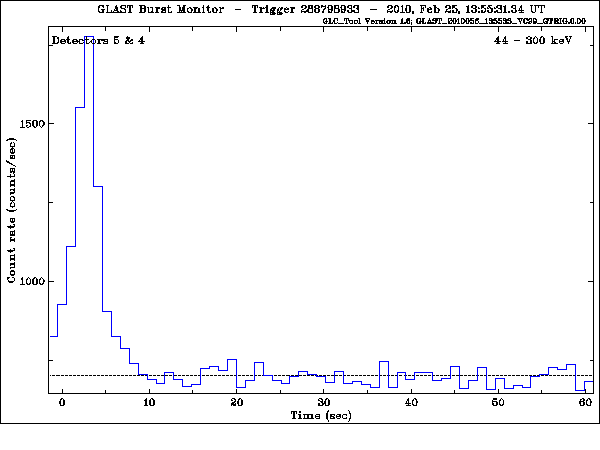 GLAST Burst Monitor - Trigger 288798933 - 2010, Feb 25, 13:55:31.34 UT
GLC_Tool Version 1.6; GLAST_2010056_135535_VC09_GTRIG.0.00
Detectors 5 & 4 44 - 300 keV
1500
1000
Count rate (counts/sec)
0 10 20 30 40 50 60
Time (sec)